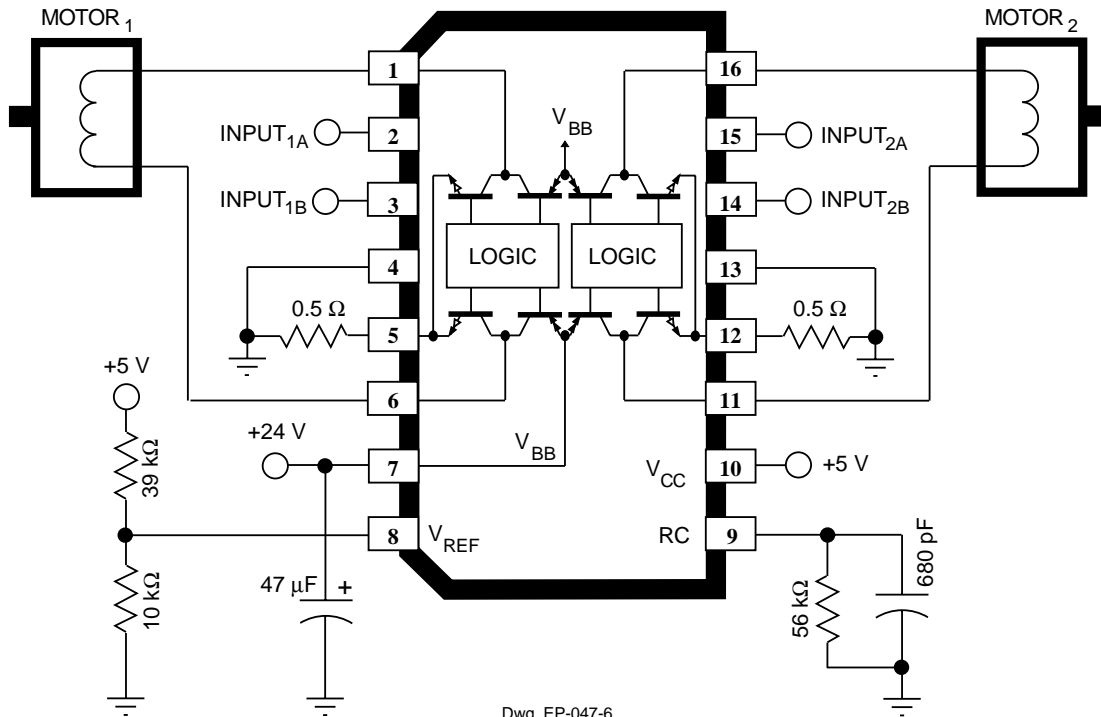 MOTOR 1
MOTOR 2
1
16
INPUT1A
2
VBB
15
INPUT2A
INPUT1B
3
14
INPUT2B
4
LOGIC
LOGIC
13
0.5 Ω
5
12
0.5 Ω
+5 V
6
11
39 kΩ
+24 V
7
VBB
VCC
10
+5 V
8
VREF
RC
9
10 kΩ
47 µF
+
56 kΩ
680 pF
Dwg. EP-047-6